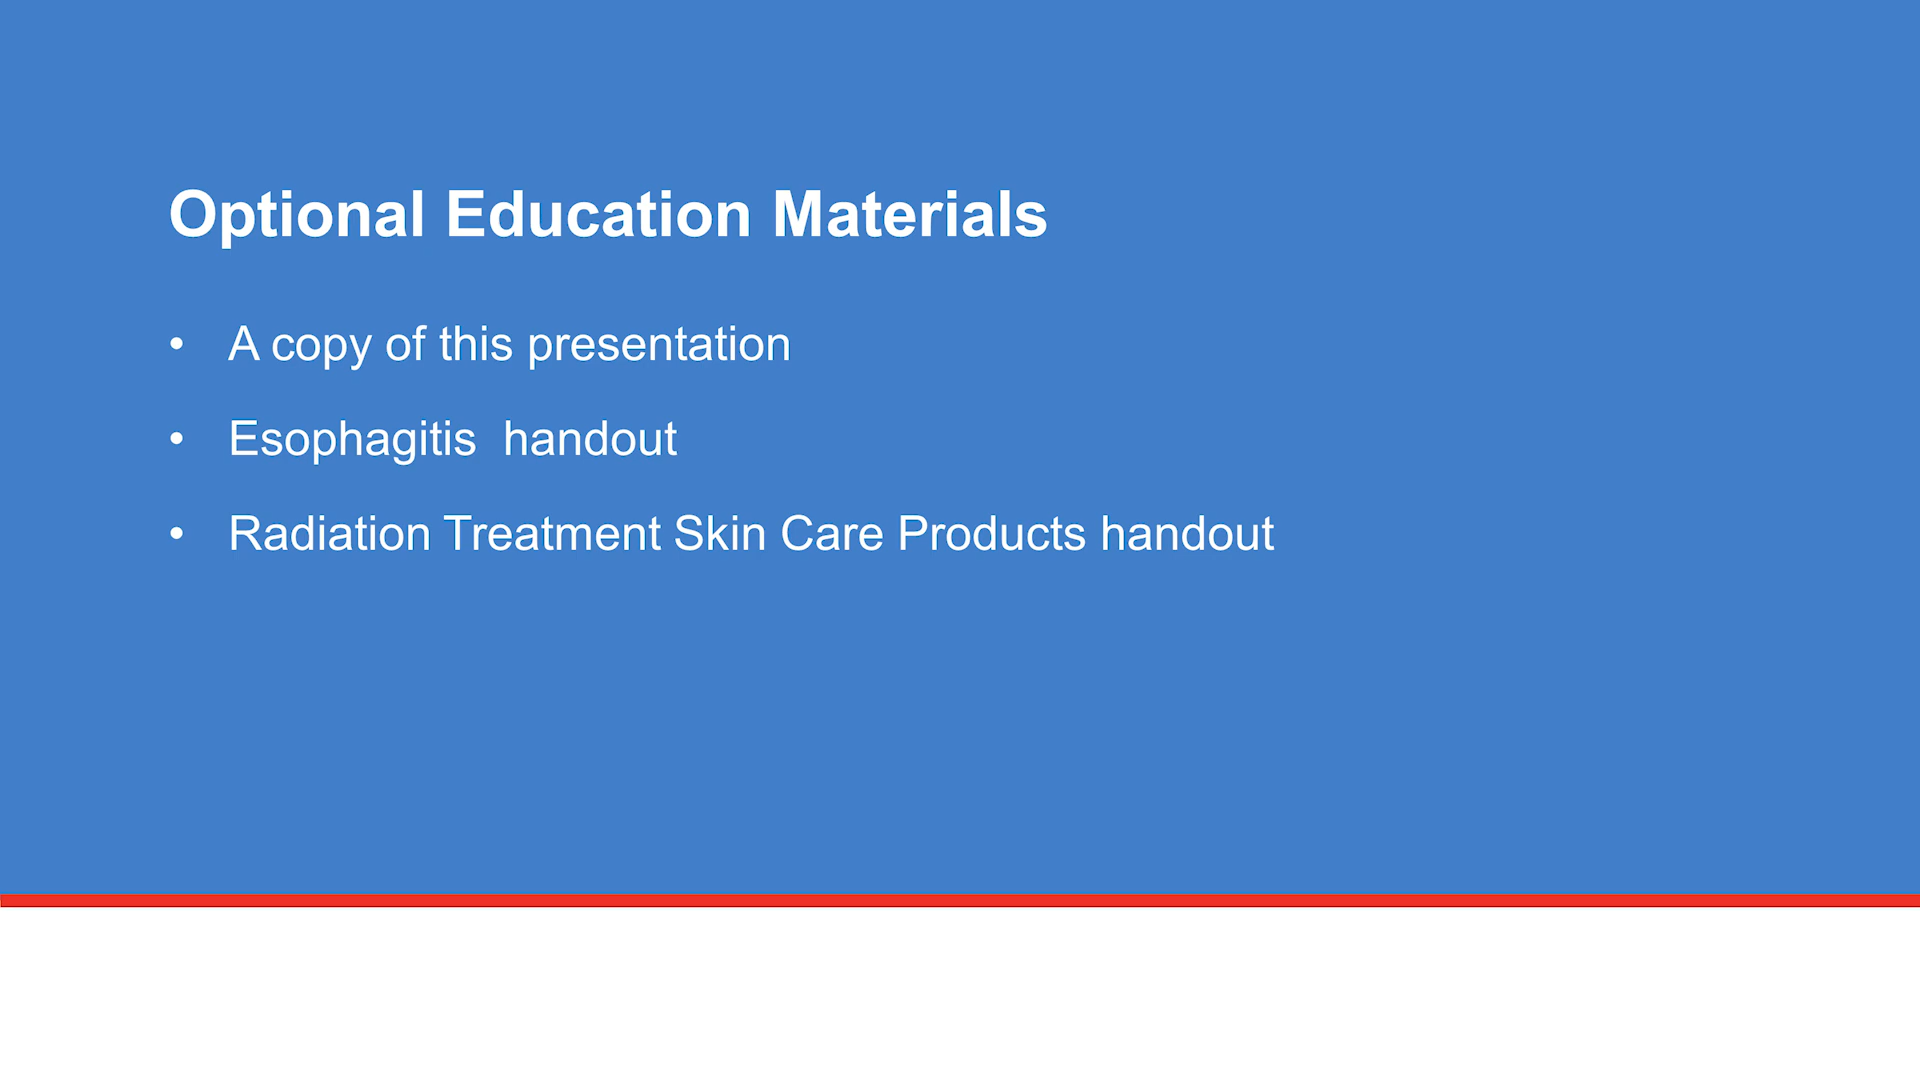 Optional Education Materials
• A copy of this presentation
• Esophagitis  handout
• Radiation Treatment Skin Care Products handout